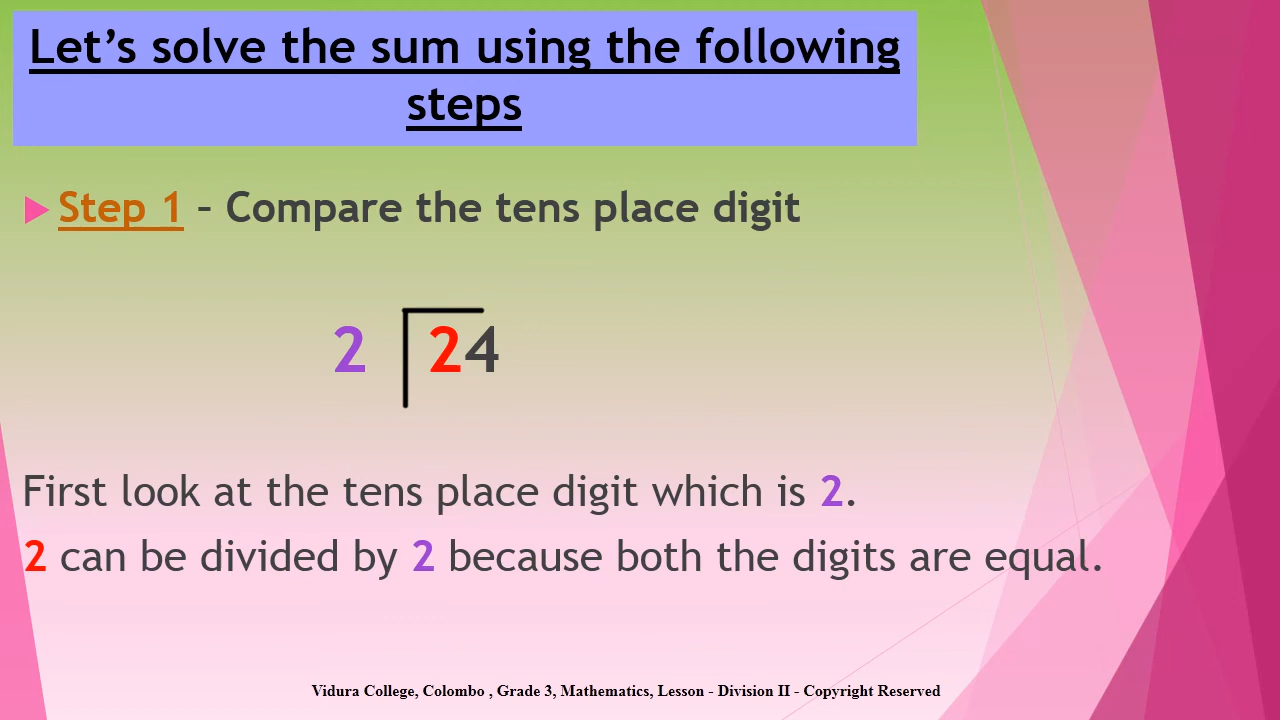 Let’s solve the sum using the following
steps
Step 1 – Compare the tens place digit
2 24
First look at the tens place digit which is 2.
2 can be divided by 2 because both the digits are equal.
Vidura College, Colombo , Grade 3, Mathematics, Lesson - Division II - Copyright Reserved